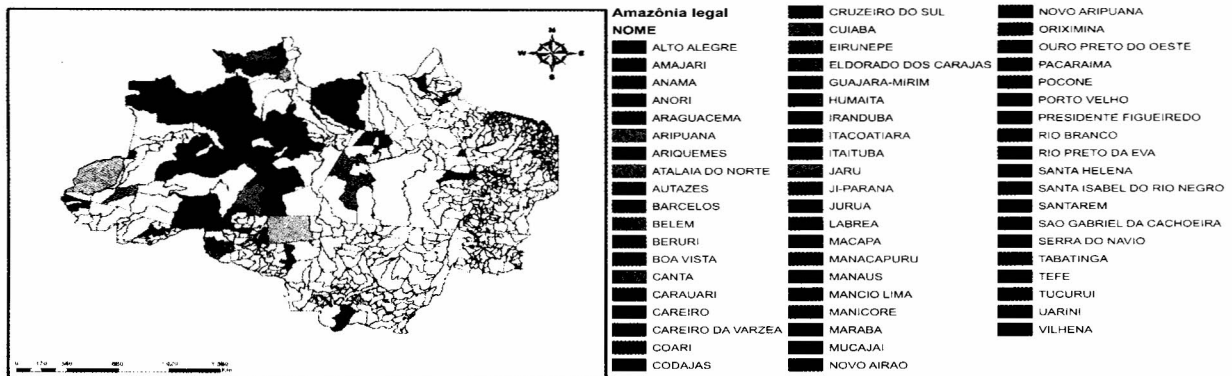 Amazônia legal
NOME
ALTO ALEGRE
AMAJARI
ANAMA
ANORI
ARAGUACEMA
ARIPUANA
ARIQUEMES
ATALAIA DO NORTE
AUTAZES
BARCELOS
BELEM
BERURI
BOA VISTA
CANTA
CARAUARI
CAREIRO
CAREIRO DA VARZEA
COARI
CODAJAS
CRUZEIRO DO SUL
CUIABA
EIRUNEPE
ELDORADO DOS CARAJAS
GUAJARA-MIRIM
HUMAITA
IRANDUBA
ITACOATIARA
ITAITUBA
JARU
JI-PARANA
JURUA
LABREA
MACAPA
MANACAPURU
MANAUS
MANCIO LIMA
MANICORE
MARABA
MUCAJAI
NOVO AIRAO
NOVO ARIPUANA
ORIXIMINA
OURO PRETO DO OESTE
PACARAIMA
POCONE
PORTO VELHO
PRESIDENTE FIGUEIREDO
RIO BRANCO
RIO PRETO DA EVA
SANTA HELENA
SANTA ISABEL DO RIO NEGRO
SANTAREM
SAO GABRIEL DA CACHOEIRA
SERRA DO NAVIO
TABATINGA
TEFE
TUCURUI
UARINI
VILHENA
N
W E
S
0